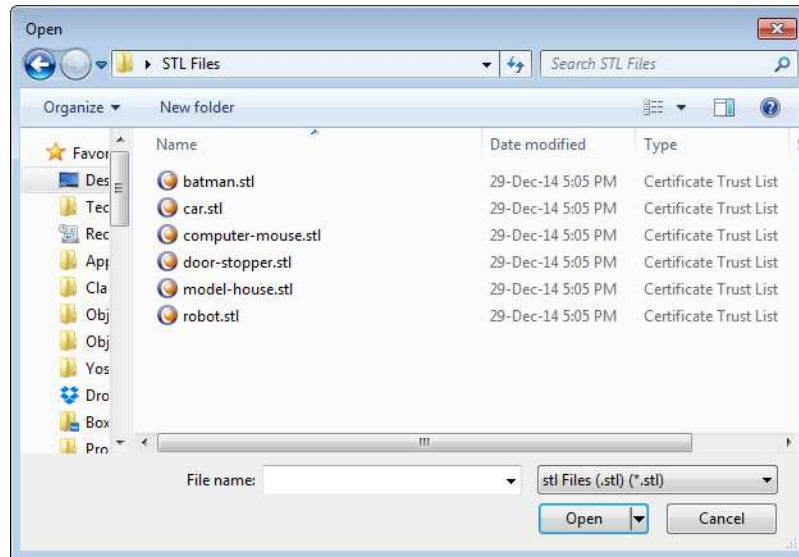 Open
STL Files
Search STL Files
Organize
New folder
Name Date modified Type
Favor
Des
Tec
Rec
App
Cla
Obj
Obj
Yos
Dro
Box
Pro
batman.stl 29-Dec-14 5:05 PM Certificate Trust List
car.stl 29-Dec-14 5:05 PM Certificate Trust List
computer-mouse.stl 29-Dec-14 5:05 PM Certificate Trust List
door-stopper.stl 29-Dec-14 5:05 PM Certificate Trust List
model-house.stl 29-Dec-14 5:05 PM Certificate Trust List
robot.stl 29-Dec-14 5:05 PM Certificate Trust List
File name:
stl Files (.stl) (*.stl)
Open
Cancel